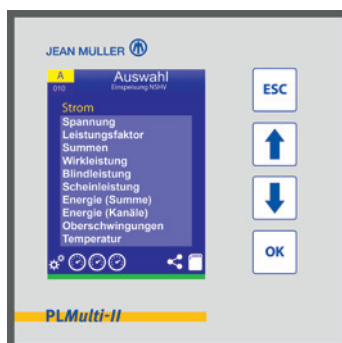 JEAN MÜLLER
A
Auswahl
010
Einspeisung NSHV
Strom
Spannung
Leistungsfaktor
Summen
Wirkleistung
Blindleistung
Scheinleistung
Energie (Summe)
Energie (Kanäle)
Oberschwingungen
Temperatur
ESC
OK
PLMulti-II